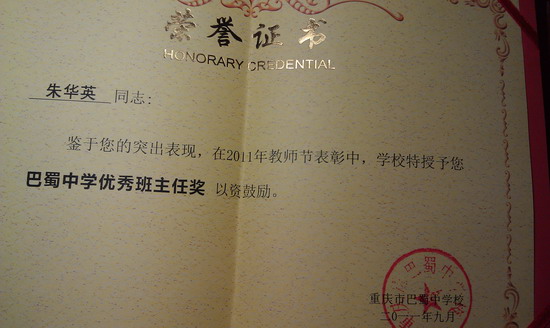 荣誉证书
HONORARY CREDENTIAL
朱华英 同志:
鉴于您的突出表现,在2011年教师节表彰中,学校特授予您
巴蜀中学优秀班主任奖 以资鼓励。
巴蜀中
重庆市巴蜀中学校
二〇一一年九月